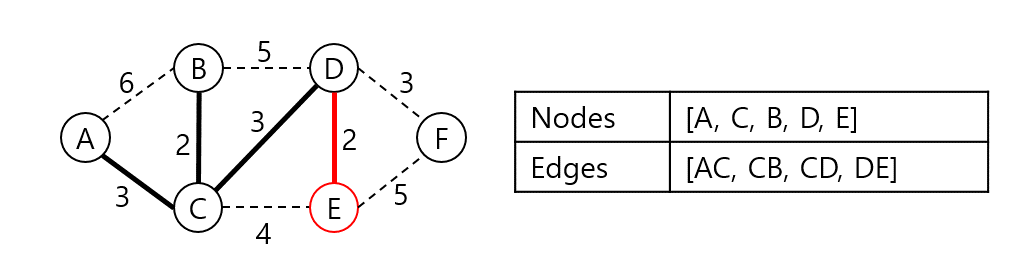 5
B
D
6
3
3
A
2
2
F
3
5
C
E
4
Nodes [A, C, B, D, E]
Edges [AC, CB, CD, DE]